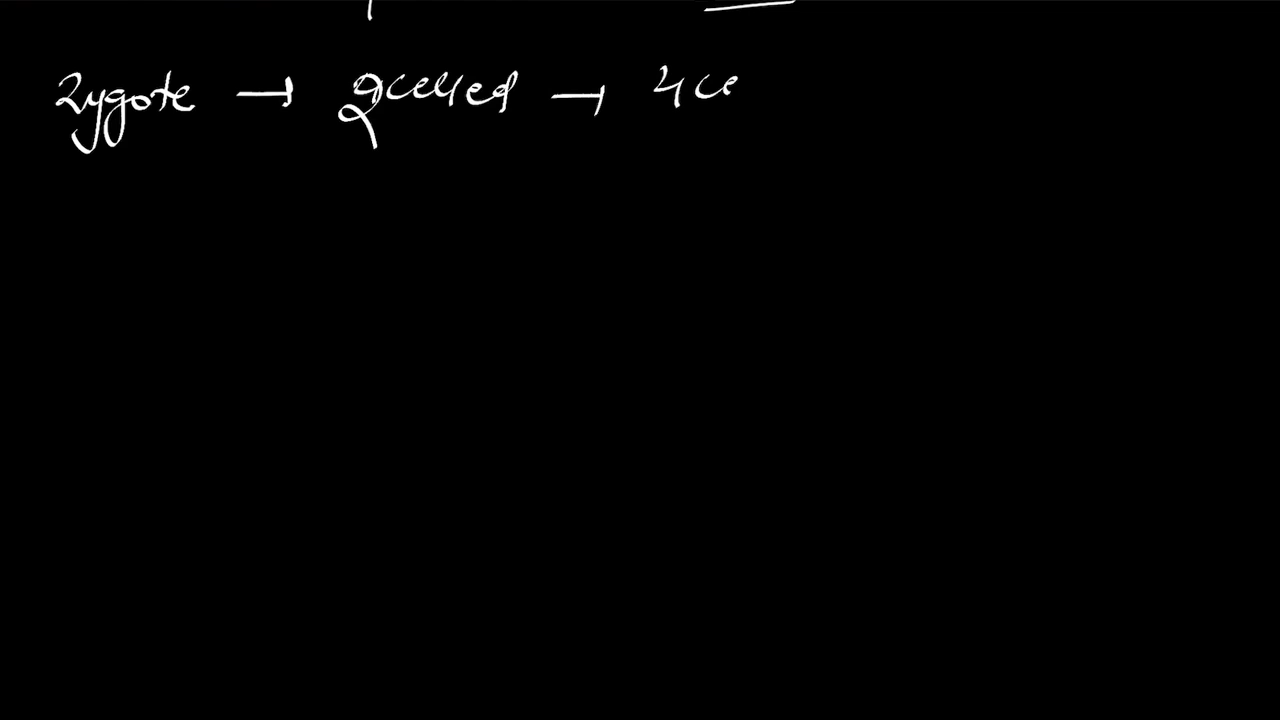 Zygote → 2celled → 4ce